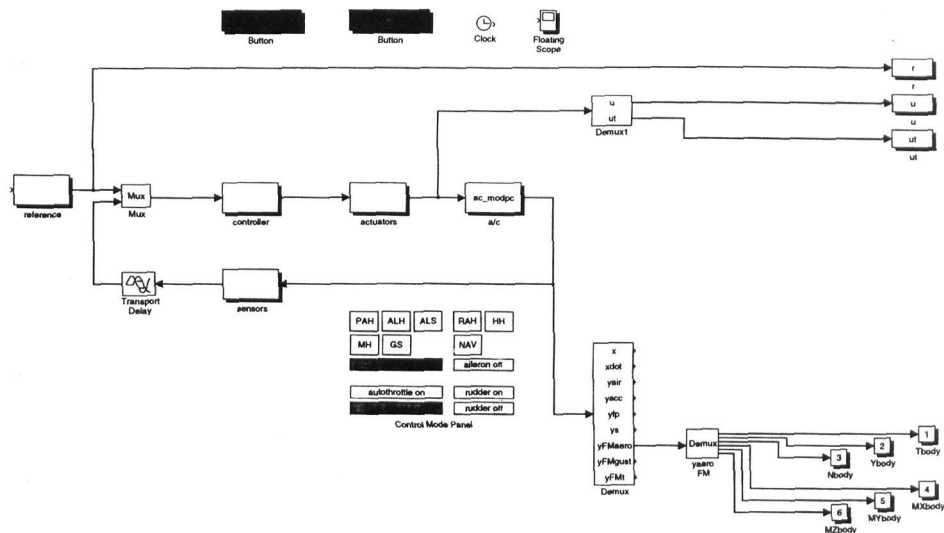 Button
Button
Clock
Floating
Scope
r
r
u
u
ut
Demux1
u
ut
ut
reference
Mux
Mux
controller
actuators
ac_modpc
a/c
Transport
Delay
sensors
PAH
ALH
ALS
RAH
HH
MH
GS
NAV
aileron off
autothrottle on
rudder on
rudder off
Control Mode Panel
x
xdot
yair
yacc
yfp
ys
yFMaero
yFMgust
yFMt
Demux
Demux
yaero
FM
1
Tbody
2
Ybody
3
Nbody
4
MXbody
5
MYbody
6
MZbody